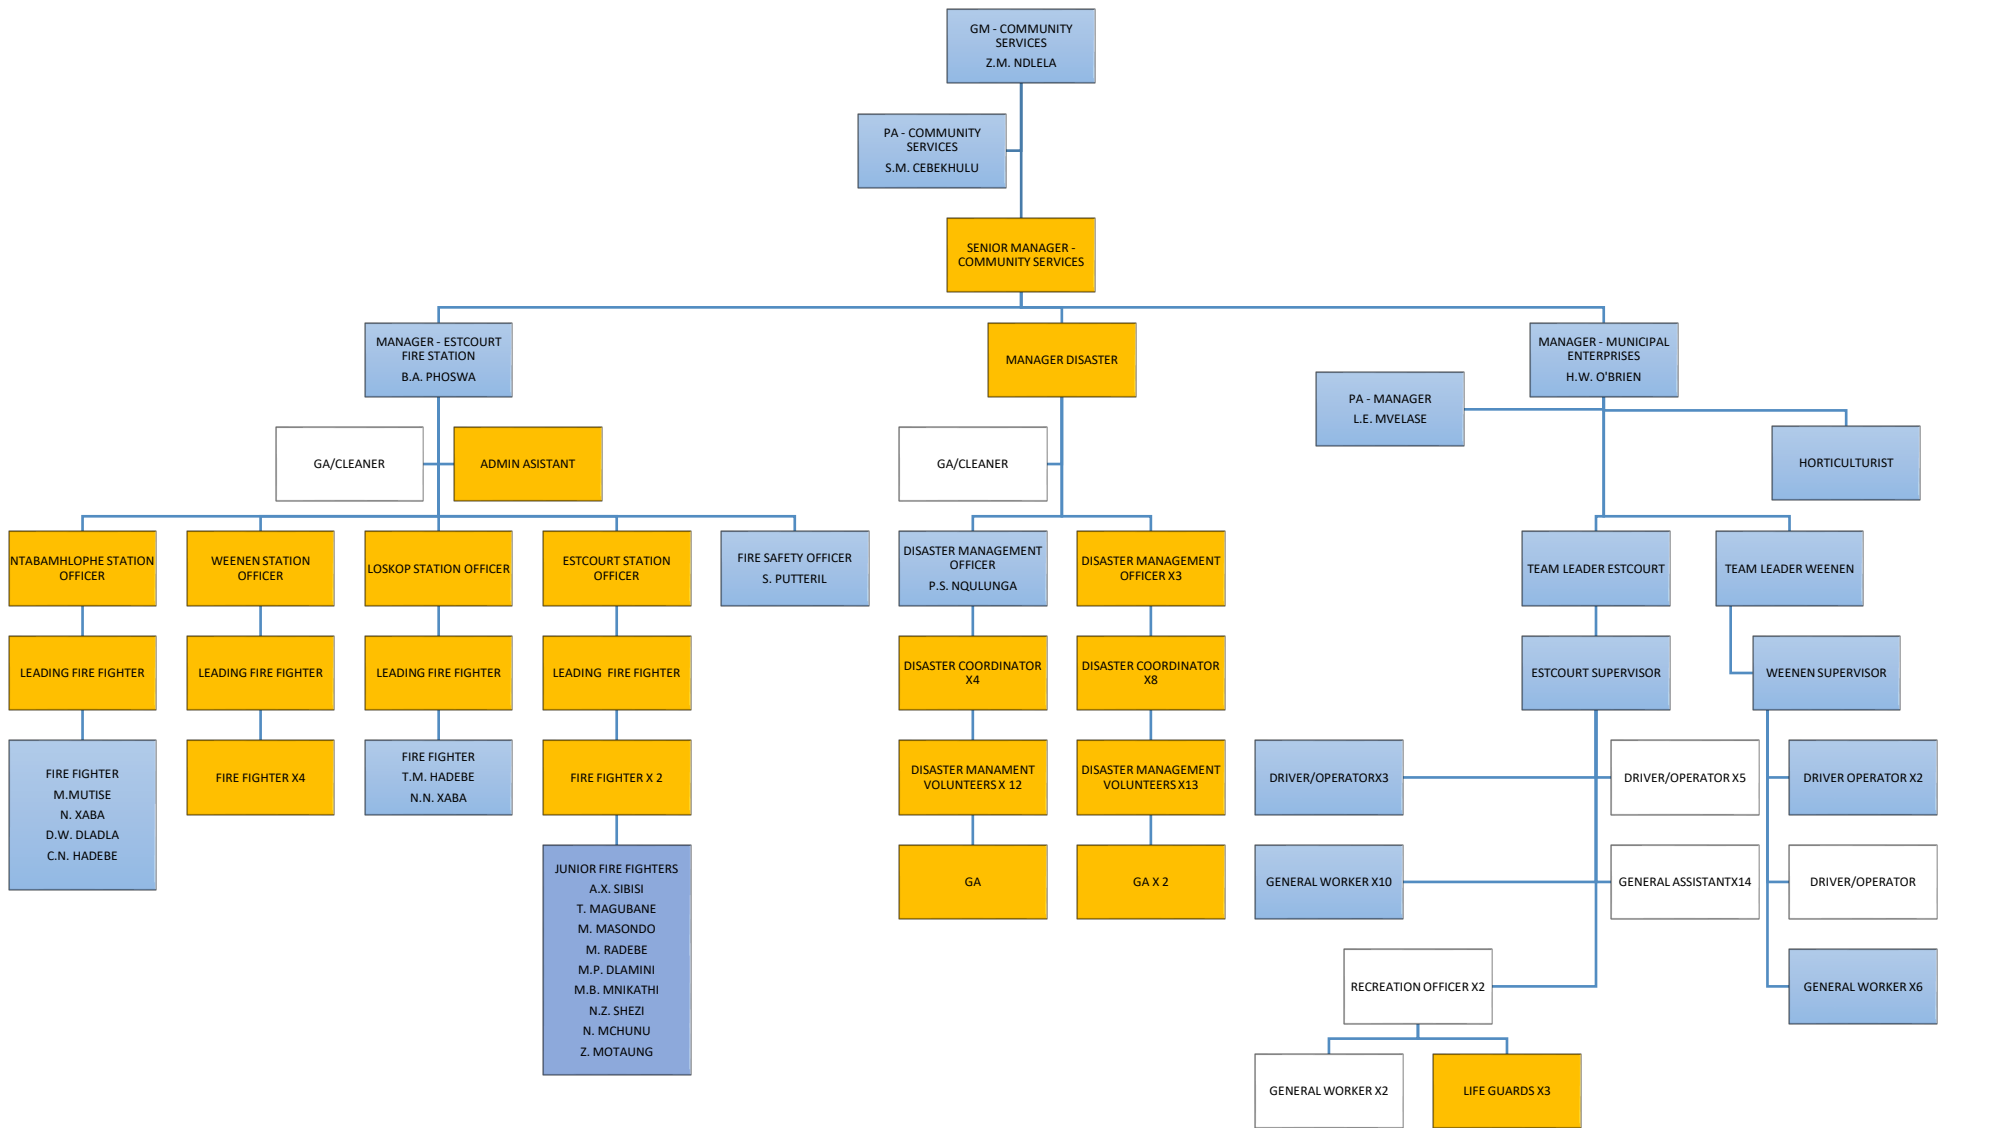 GM - COMMUNITY
SERVICES
Z.M. NDLELA
PA - COMMUNITY
SERVICES
S.M. CEBEKHULU
SENIOR MANAGER -
COMMUNITY SERVICES
MANAGER - ESTCOURT
FIRE STATION
B.A. PHOSWA
MANAGER DISASTER
MANAGER - MUNICIPAL
ENTERPRISES
H.W. O'BRIEN
PA - MANAGER
L.E. MVELASE
GA/CLEANER
ADMIN ASISTANT
GA/CLEANER
HORTICULTURIST
NTABAMHLOPHE STATION
OFFICER
WEENEN STATION
OFFICER
LOSKOP STATION OFFICER
ESTCOURT STATION
OFFICER
FIRE SAFETY OFFICER
S. PUTTERIL
DISASTER MANAGEMENT
OFFICER
P.S. NQULUNGA
DISASTER MANAGEMENT
OFFICER X3
TEAM LEADER ESTCOURT
TEAM LEADER WEENEN
LEADING FIRE FIGHTER
LEADING FIRE FIGHTER
LEADING FIRE FIGHTER
LEADING  FIRE FIGHTER
DISASTER COORDINATOR
X4
DISASTER COORDINATOR
X8
ESTCOURT SUPERVISOR
WEENEN SUPERVISOR
FIRE FIGHTER
M.MUTISE
N. XABA
D.W. DLADLA
C.N. HADEBE
FIRE FIGHTER X4
FIRE FIGHTER
T.M. HADEBE
N.N. XABA
FIRE FIGHTER X 2
DISASTER MANAMENT
VOLUNTEERS X 12
DISASTER MANAGEMENT
VOLUNTEERS X13
DRIVER/OPERATORX3
DRIVER/OPERATOR X5
DRIVER OPERATOR X2
JUNIOR FIRE FIGHTERS
A.X. SIBISI
T. MAGUBANE
M. MASONDO
M. RADEBE
M.P. DLAMINI
M.B. MNIKATHI
N.Z. SHEZI
N. MCHUNU
Z. MOTAUNG
GA
GA X 2
GENERAL WORKER X10
GENERAL ASSISTANTX14
DRIVER/OPERATOR
RECREATION OFFICER X2
GENERAL WORKER X6
GENERAL WORKER X2
LIFE GUARDS X3